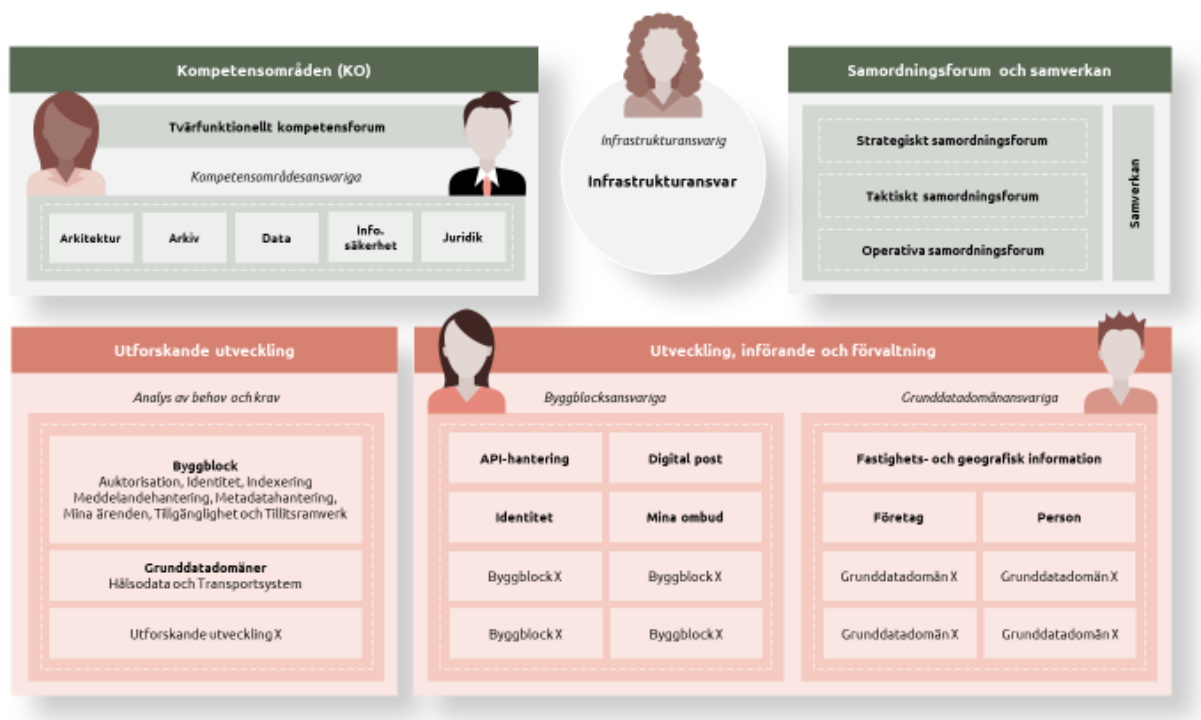 Kompetensområden (KO)
Tvärfunktionellt kompetensforum
Kompetensområdesansvariga
Arkitektur
Arkiv
Data
Info.
säkerhet
Juridik
Infrastrukturansvarig
Infrastrukturansvar
Samordningsforum och samverkan
Strategiskt samordningsforum
Taktiskt samordningsforum
Operativa samordningsforum
Samverkan
Utforskande utveckling
Analys av behov och krav
Byggblock
Auktorisation, Identitet, Indexering
Meddelandehantering, Metadatahantering,
Mina ärenden, Tillgänglighet och Tillitsramverk
Grunddatadomäner
Hälsodata och Transportsystem
Utforskande utveckling X
Utveckling, införande och förvaltning
Byggblocksansvariga
API-hantering
Digital post
Identitet
Mina ombud
Byggblock X
Byggblock X
Byggblock X
Byggblock X
Grunddatadomänansvariga
Fastighets- och geografisk information
Företag
Person
Grunddatadomän X
Grunddatadomän X
Grunddatadomän X
Grunddatadomän X